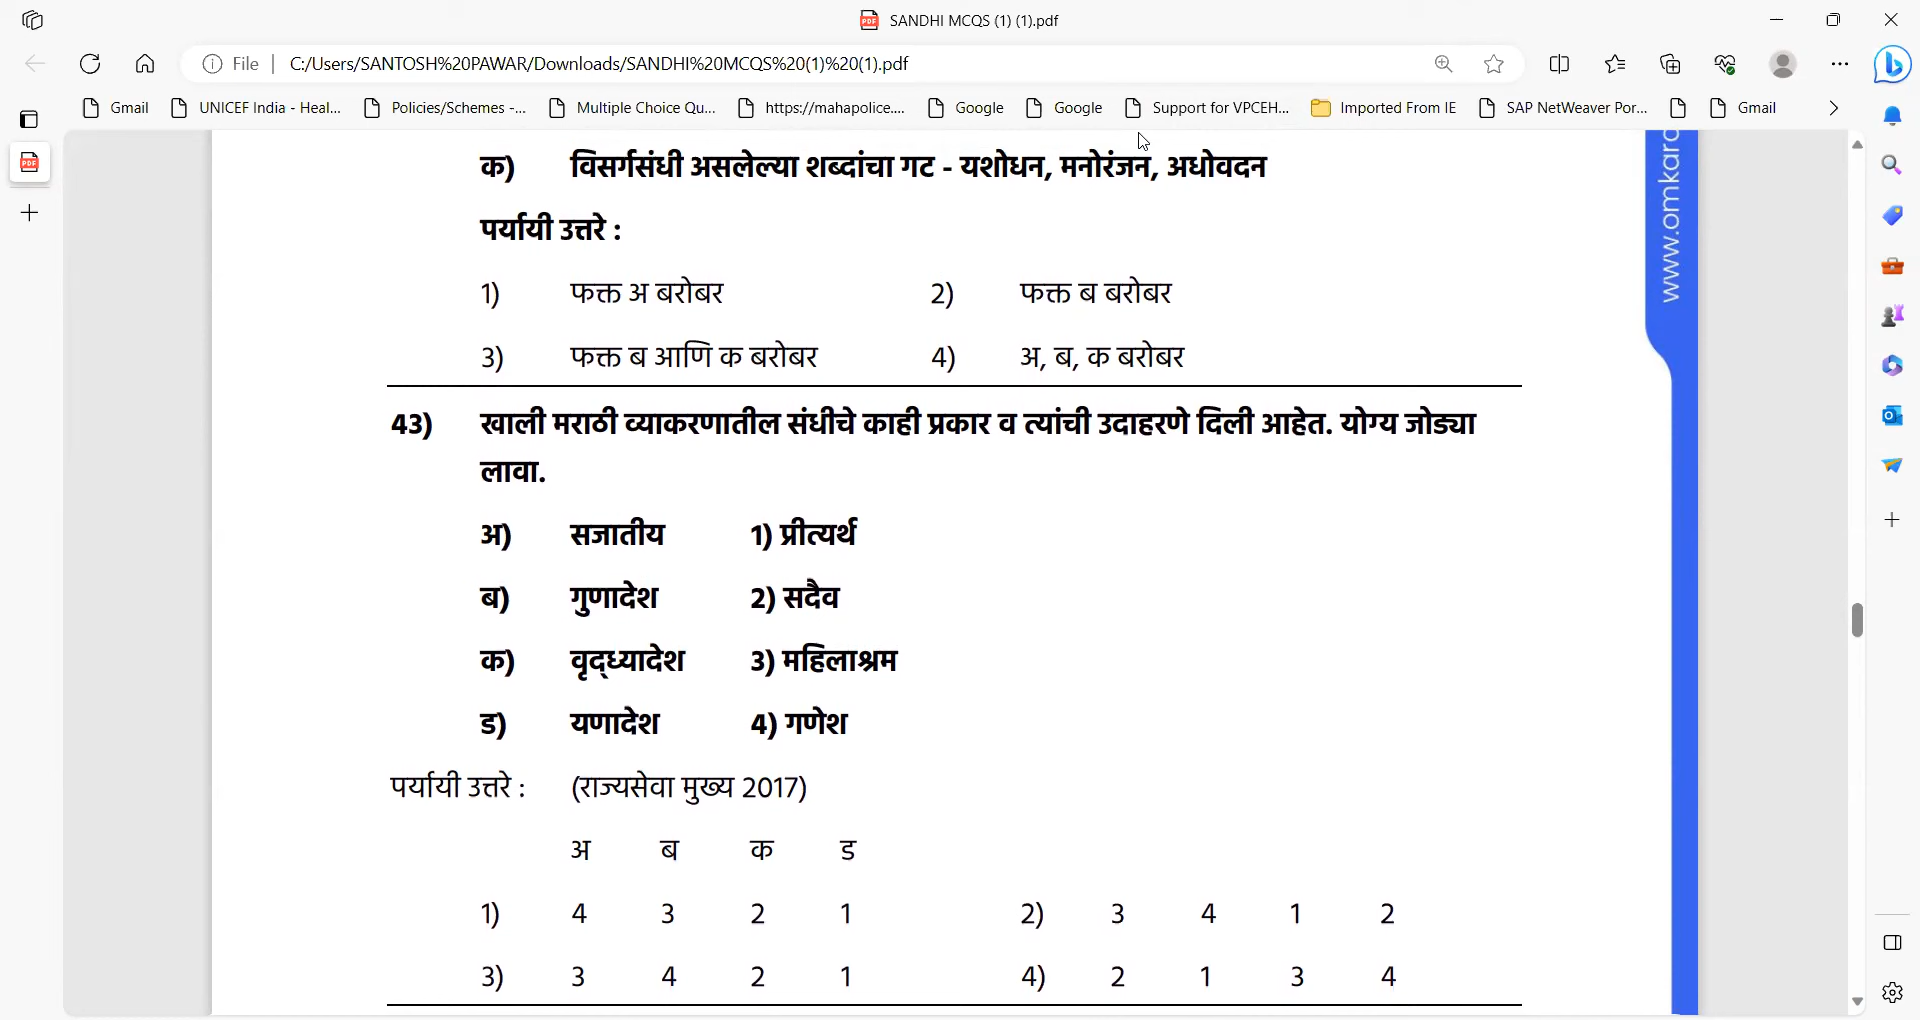 SANDHI MCQS (1) (1).pdf
File | C:/Users/SANTOSH%20PAWAR/Downloads/SANDHI%20MCQS%20(1)%20(1).pdf
Gmail UNICEF India - Heal... Policies/Schemes -... Multiple Choice Qu... https://mahapolice.... Google Google Support for VPCEH... Imported From IE SAP NetWeaver Por... Gmail
क) विसर्गसंधी असलेल्या शब्दांचा गट - यशोधन, मनोरंजन, अधोवदन
पर्यायी उत्तरे :
1) फक्त अ बरोबर 2) फक्त ब बरोबर
3) फक्त ब आणि क बरोबर 4) अ, ब, क बरोबर
43) खाली मराठी व्याकरणातील संधीचे काही प्रकार व त्यांची उदाहरणे दिली आहेत. योग्य जोड्या
लावा.
अ) सजातीय 1) प्रीत्यर्थ
ब) गुणादेश 2) सदैव
क) वृद्ध्यादेश 3) महिलाश्रम
ड) यणादेश 4) गणेश
पर्यायी उत्तरे : (राज्यसेवा मुख्य 2017)
अ ब क ड
1) 4 3 2 1 2) 3 4 1 2
3) 3 4 2 1 4) 2 1 3 4
www.omkarc